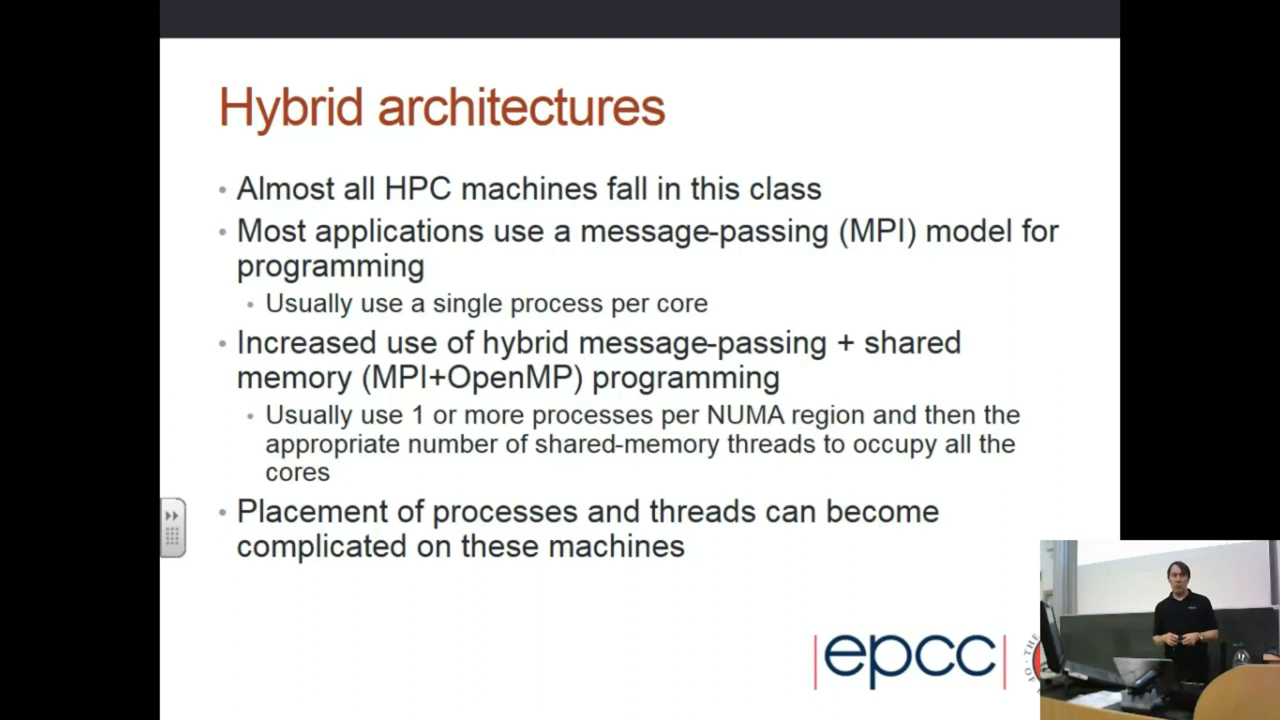 Hybrid architectures
• Almost all HPC machines fall in this class
• Most applications use a message-passing (MPI) model for
programming
• Usually use a single process per core
• Increased use of hybrid message-passing + shared
memory (MPI+OpenMP) programming
• Usually use 1 or more processes per NUMA region and then the
appropriate number of shared-memory threads to occupy all the
cores
• Placement of processes and threads can become
complicated on these machines
|epcc|